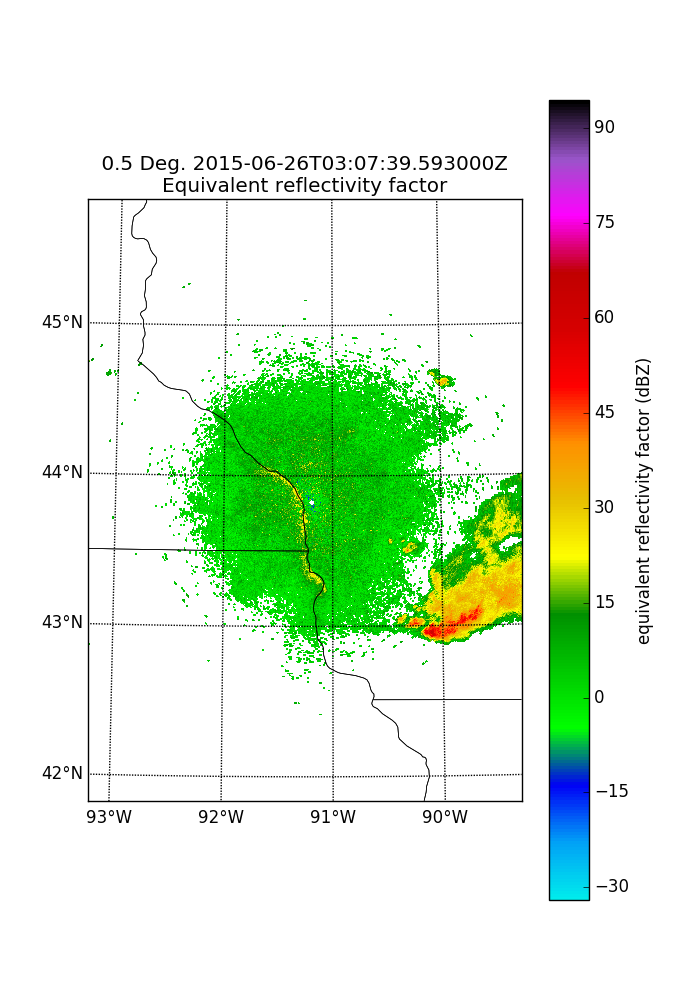 0.5 Deg. 2015-06-26T03:07:39.593000Z
Equivalent reflectivity factor
45°N
44°N
43°N
42°N
93°W 92°W 91°W 90°W
90
75
60
45
30
15
0
−15
−30
equivalent reflectivity factor (dBZ)